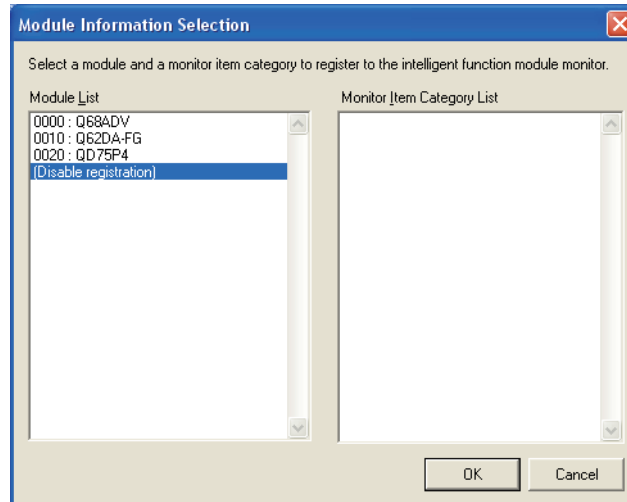 Module Information Selection
Select a module and a monitor item category to register to the intelligent function module monitor.
Module List
Monitor Item Category List
0000 : Q68ADV
0010 : Q62DA-FG
0020 : QD75P4
(Disable registration)
OK
Cancel